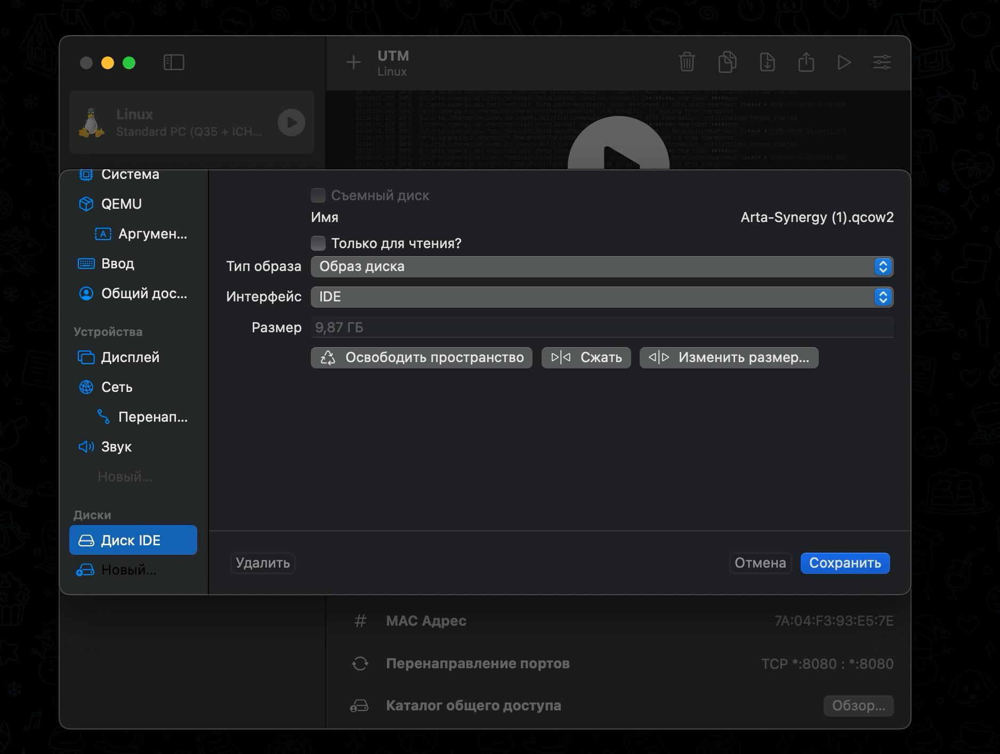 UTM
Linux
Linux
Standard PC (Q35 + ICH...
Система
QEMU
Аргумен...
Ввод
Общий дос...
Устройства
Дисплей
Сеть
Перенап...
Звук
Новый...
Диски
Диск IDE
Новый...
Съемный диск
Имя
Arta-Synergy (1).qcow2
Только для чтения?
Тип образа
Образ диска
Интерфейс
IDE
Размер
9,87 ГБ
Освободить пространство
Сжать
Изменить размер...
Удалить
Отмена
Сохранить
MAC Адрес
7A:04:F3:93:E5:7E
Перенаправление портов
TCP *:8080 : *:8080
Каталог общего доступа
Обзор...